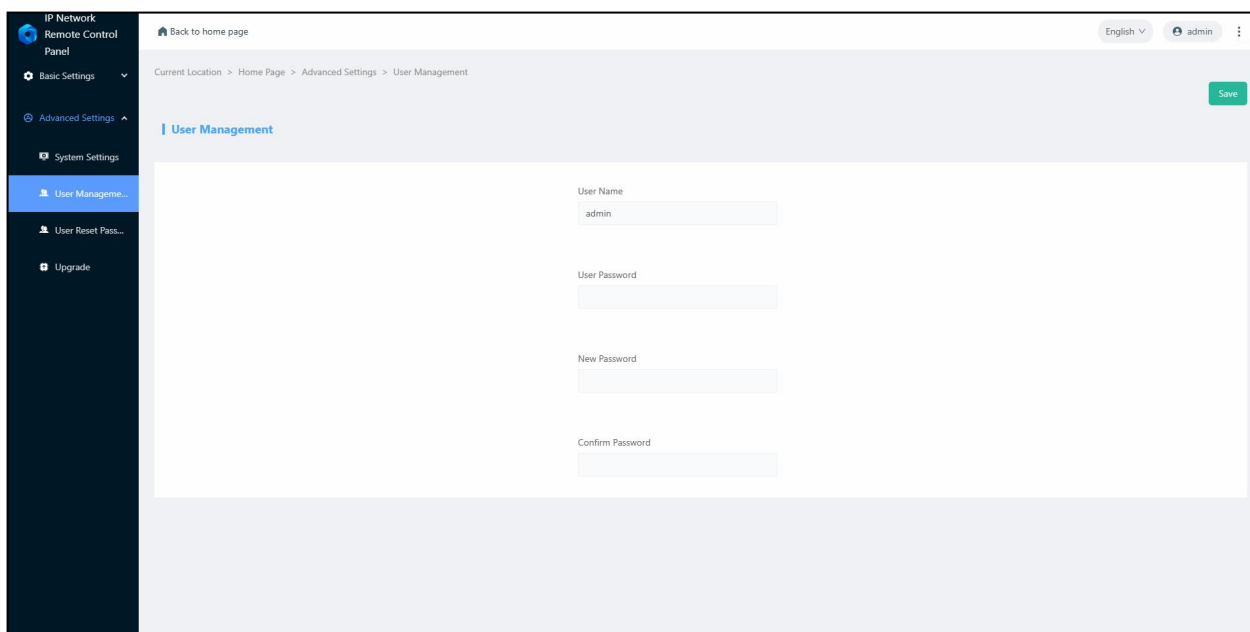 IP Network
Remote Control
Panel
Back to home page
English
admin
Basic Settings
Current Location > Home Page > Advanced Settings > User Management
Save
Advanced Settings
User Management
System Settings
User Manageme...
User Name
admin
User Reset Pass...
Upgrade
User Password
New Password
Confirm Password